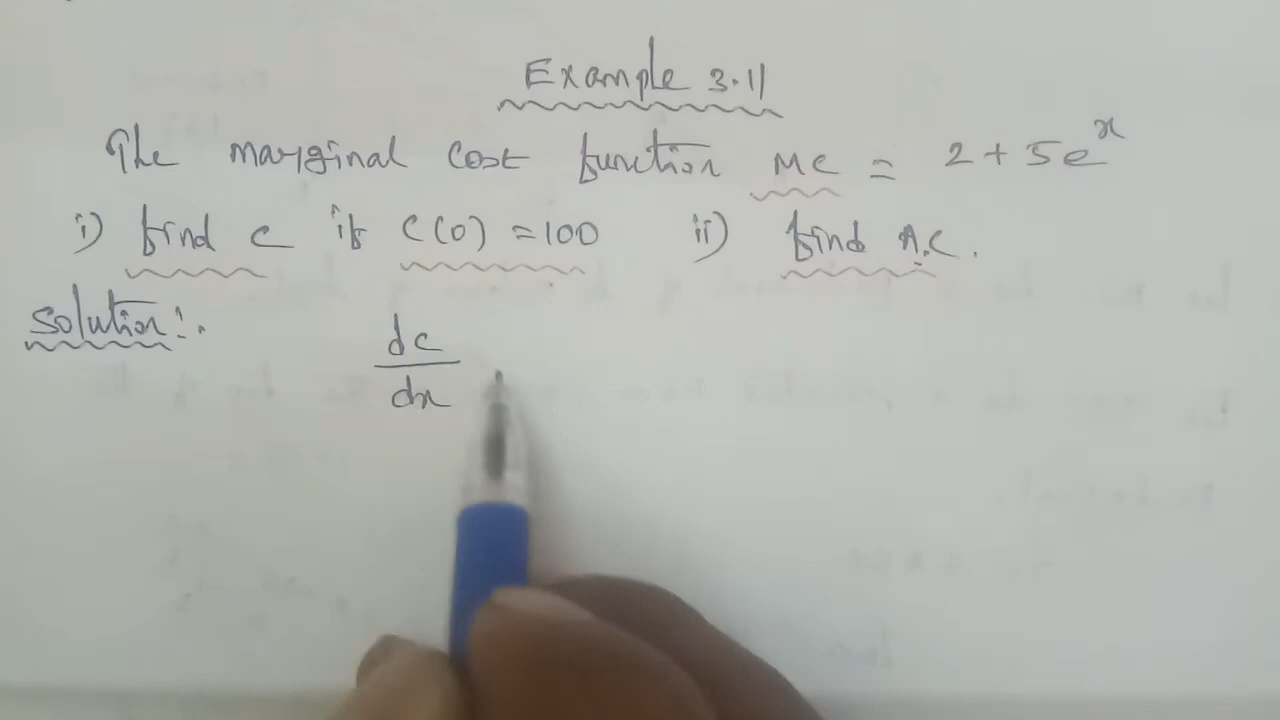 Example 3.11
The marginal cost function MC = 2 + 5e^x
i) find C if C(0) = 100 ii) find A.C.
Solution:.
dc
dx